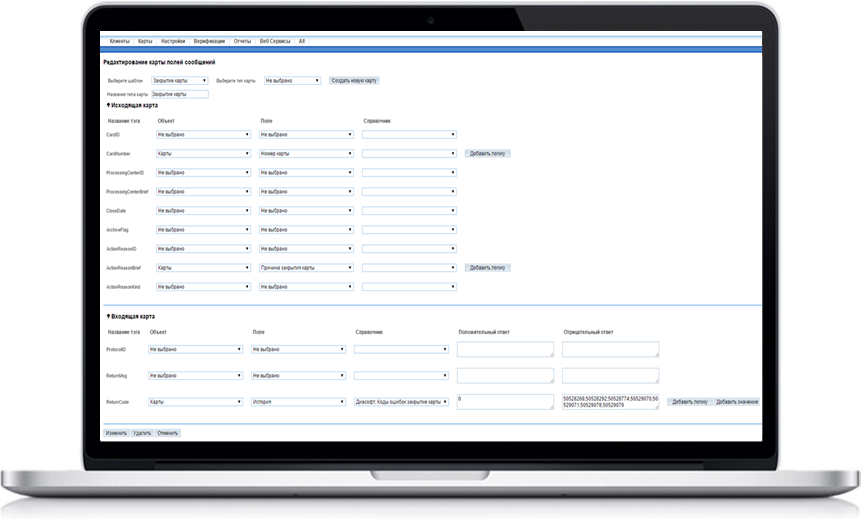 Клиенты Карты Настройки Верификации Отчеты Веб Сервисы All
Редактирование карты полей сообщений
Выберите шаблон Закрытие карты Выберите тип карты Не выбрано Создать новую карту
Название типа карты Закрытие карты
Исходящая карта
Название тэга Объект Поле Справочник
CardID Не выбрано Не выбрано
CardNumber Карты Номер карты Добавить логику
ProcessingCenterID Не выбрано Не выбрано
ProcessingCenterBrief Не выбрано Не выбрано
CloseDate Не выбрано Не выбрано
ArchiveFlag Не выбрано Не выбрано
ActionReasonID Не выбрано Не выбрано
ActionReasonBrief Карты Причина закрытия карты Добавить логику
ActionReasonKind Не выбрано Не выбрано
Входящая карта
Название тэга Объект Поле Справочник Положительный ответ Отрицательный ответ
ProtocolID Не выбрано Не выбрано
ReturnMsg Не выбрано Не выбрано
ReturnCode Карты История Диасофт. Коды ошибок закрытие карты 0 50528268;50528292;50528774;50529070;50 Добавить логику Добавить значение
529071;50529078;50529079
Изменить Удалить Отменить